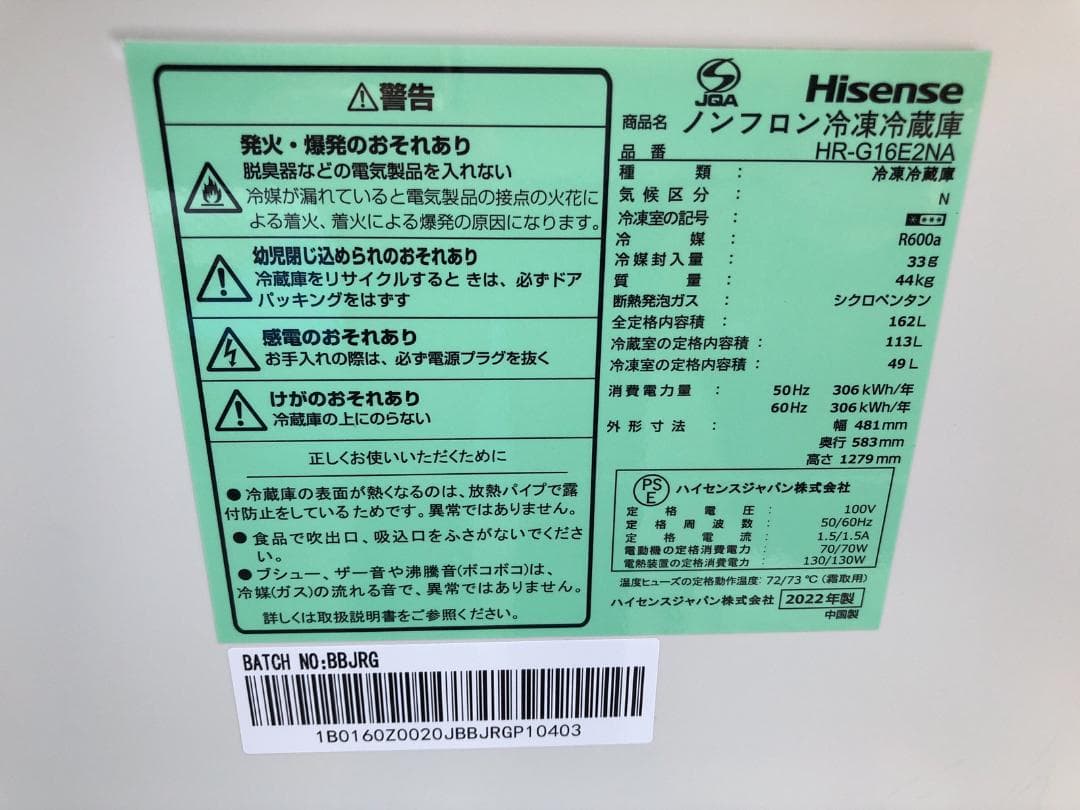 ⚠警告
発火・爆発のおそれあり
脱臭器などの電気製品を入れない
冷媒が漏れていると電気製品の接点の火花に
よる着火、着火による爆発の原因になります。
幼児閉じ込められのおそれあり
冷蔵庫をリサイクルすると きは、必ずドア
パッキングをはずす
感電のおそれあり
お手入れの際は、必ず電源プラグを抜く
けがのおそれあり
冷蔵庫の上にのらない
正しくお使いいただくために
●冷蔵庫の表面が熱くなるのは、放熱パイプで露
付防止をしているためです。異常ではありません。
●食品で吹出口、吸込口をふさがないでくださ
い。
●ブシュー、ザー音や沸騰音(ボコボコ)は、
冷媒(ガス)の流れる音で、異常ではありません。
詳しくは取扱説明書をご参照ください。
JQA
Hisense
商品名 ノンフロン冷凍冷蔵庫
品番 HR-G16E2NA
種類 : 冷凍冷蔵庫
気候区分 : N
冷凍室の記号 : ****
冷媒 : R600a
冷媒封入量 : 33g
質量 : 44kg
断熱発泡ガス : シクロペンタン
全定格内容積 : 162L
冷蔵室の定格内容積 : 113L
冷凍室の定格内容積 : 49L
消費電力量 : 50Hz 306kWh/年
60Hz 306kWh/年
外形寸法 : 幅 481mm
奥行 583mm
高さ 1279mm
PS
E
ハイセンスジャパン株式会社
定格電圧 : 100V
定格周波数 : 50/60Hz
定格電流 : 1.5/1.5A
電動機の定格消費電力 : 70/70W
電熱装置の定格消費電力 : 130/130W
温度ヒューズの定格動作温度: 72/73℃(霜取用)
ハイセンスジャパン株式会社 2022年製
中国製
BATCH NO:BBJRG
1B0160Z0020JBBJRGP10403